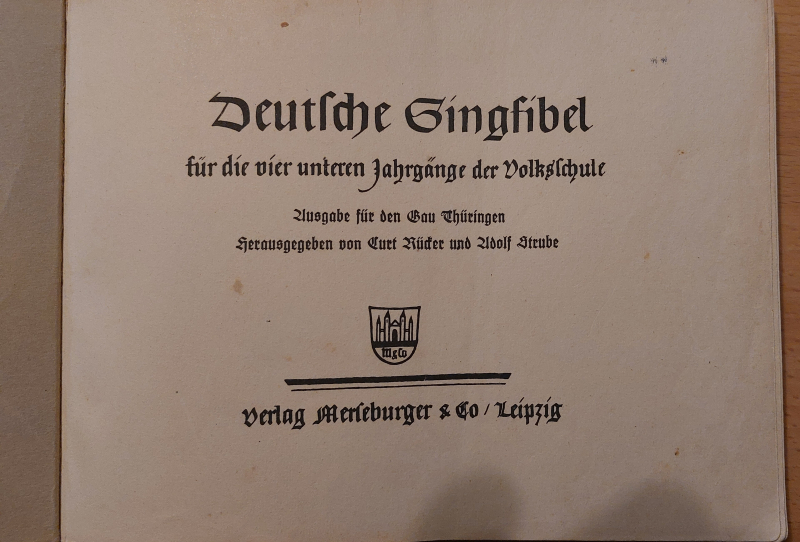 Deutſche Singfibel
für die vier unteren Jahrgänge der Volksſchule
Ausgabe für den Gau Thüringen
Herausgegeben von Curt Rücker und Adolf Strube
M & Co
Verlag Merſeburger & Co / Leipzig